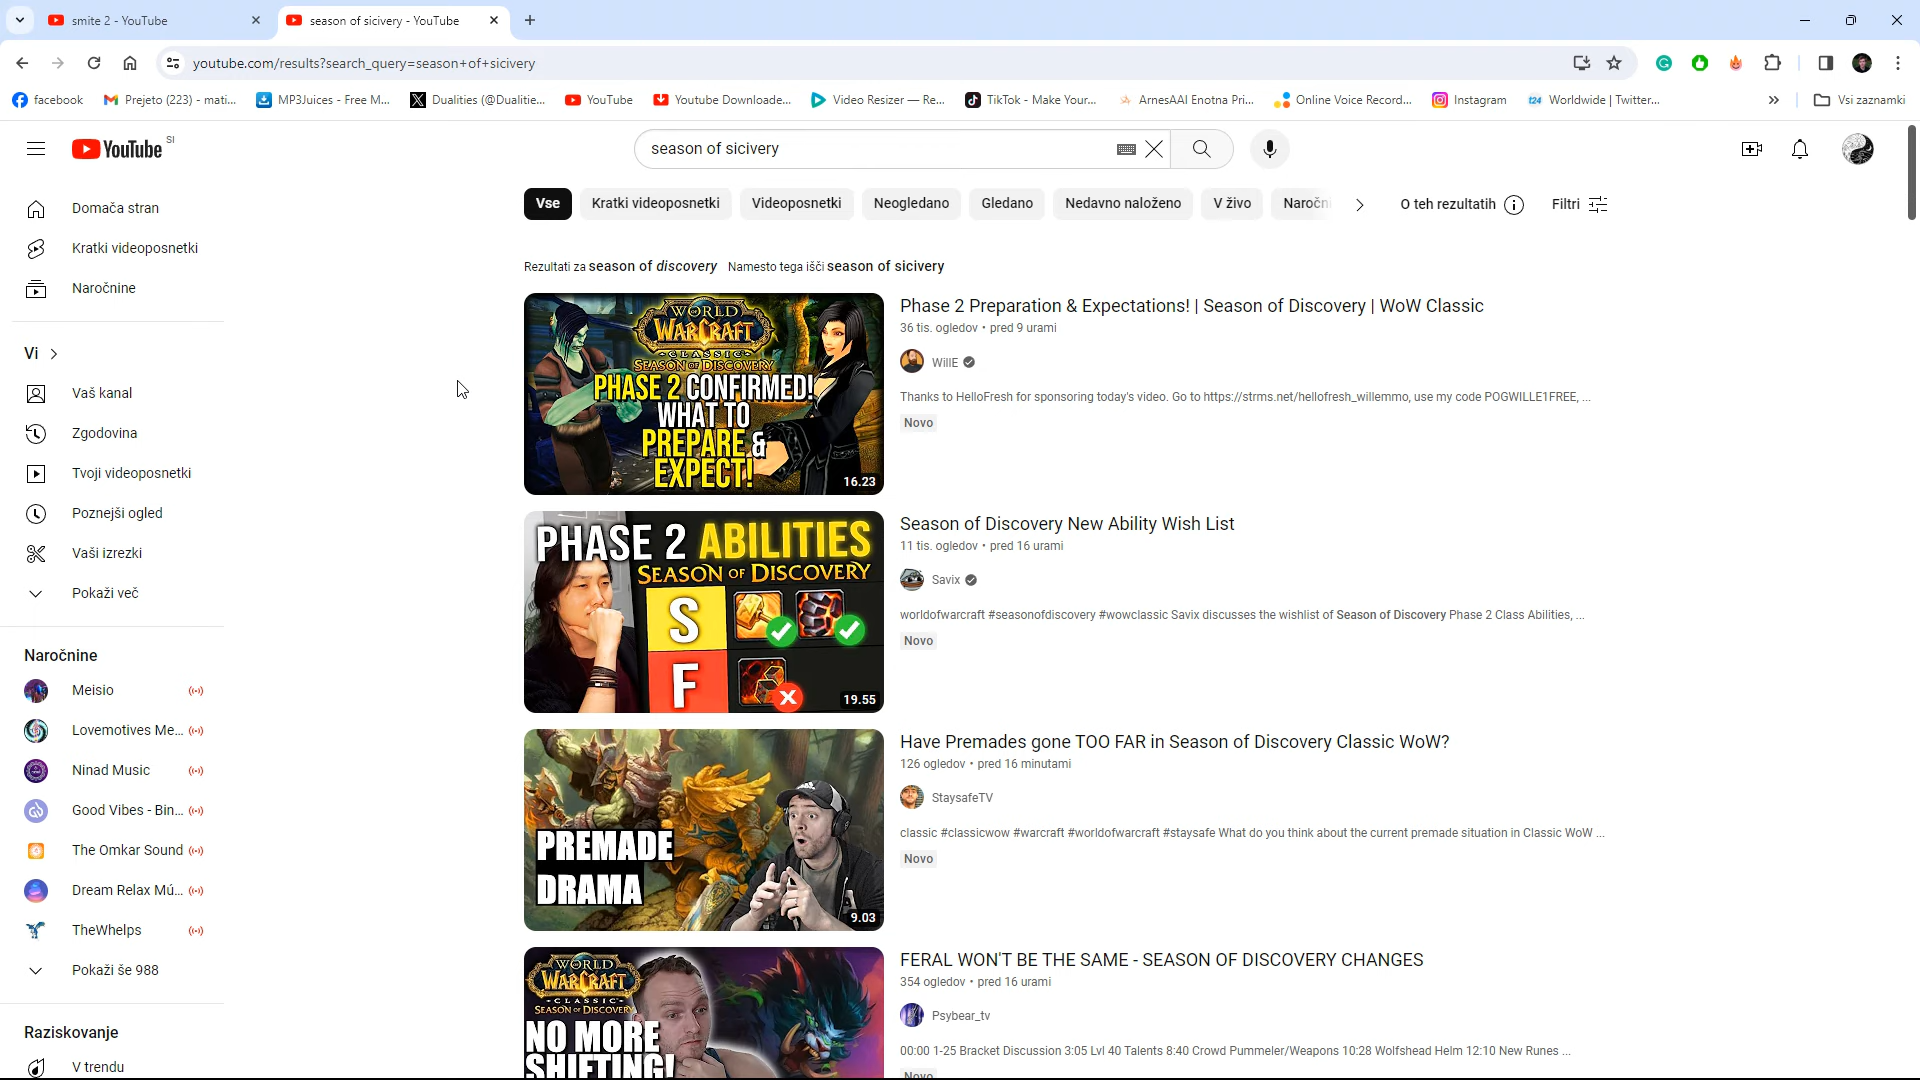 smite 2 - YouTube
season of sicivery - YouTube
youtube.com/results?search_query=season+of+sicivery
facebook
Prejeto (223) - mati...
MP3Juices - Free M...
Dualities (@Dualitie...
YouTube
Youtube Downloade...
Video Resizer — Re...
TikTok - Make Your...
ArnesAAI Enotna Pri...
Online Voice Record...
Instagram
t24 Worldwide | Twitter...
Vsi zaznamki
YouTube SI
season of sicivery
Vse
Kratki videoposnetki
Videoposnetki
Neogledano
Gledano
Nedavno naloženo
V živo
Naročni
O teh rezultatih
Filtri
Domača stran
Kratki videoposnetki
Naročnine
Vi
Vaš kanal
Zgodovina
Tvoji videoposnetki
Poznejši ogled
Vaši izrezki
Pokaži več
Naročnine
Meisio
Lovemotives Me...
Ninad Music
Good Vibes - Bin...
The Omkar Sound
Dream Relax Mú...
TheWhelps
Pokaži še 988
Raziskovanje
V trendu
Rezultati za season of discovery Namesto tega išči season of sicivery
WORLD
WARCRAFT
CLASSIC
SEASON OF DISCOVERY
PHASE 2 CONFIRMED!
WHAT TO
PREPARE &
EXPECT!
16.23
Phase 2 Preparation & Expectations! | Season of Discovery | WoW Classic
36 tis. ogledov • pred 9 urami
WillE
Thanks to HelloFresh for sponsoring today's video. Go to https://strms.net/hellofresh_willemmo, use my code POGWILLE1FREE, ...
Novo
PHASE 2 ABILITIES
SEASON OF DISCOVERY
S
F
19.55
Season of Discovery New Ability Wish List
11 tis. ogledov • pred 16 urami
Savix
worldofwarcraft #seasonofdiscovery #wowclassic Savix discusses the wishlist of Season of Discovery Phase 2 Class Abilities, ...
Novo
PREMADE
DRAMA
9.03
Have Premades gone TOO FAR in Season of Discovery Classic WoW?
126 ogledov • pred 16 minutami
StaysafeTV
classic #classicwow #warcraft #worldofwarcraft #staysafe What do you think about the current premade situation in Classic WoW ...
Novo
WORLD
WARCRAFT
CLASSIC
SEASON OF DISCOVERY
NO MORE
SHIFTING!
FERAL WON'T BE THE SAME - SEASON OF DISCOVERY CHANGES
354 ogledov • pred 16 urami
Psybear_tv
00:00 1-25 Bracket Discussion 3:05 Lvl 40 Talents 8:40 Crowd Pummeler/Weapons 10:28 Wolfshead Helm 12:10 New Runes ...
Novo